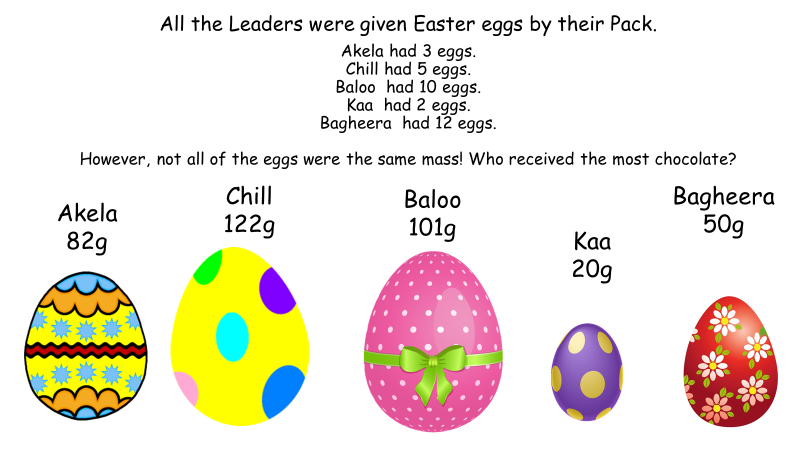 All the Leaders were given Easter eggs by their Pack.
Akela had 3 eggs.
Chill had 5 eggs.
Baloo  had 10 eggs.
Kaa  had 2 eggs.
Bagheera  had 12 eggs.
However, not all of the eggs were the same mass! Who received the most chocolate?
Akela
82g
Chill
122g
Baloo
101g
Kaa
20g
Bagheera
50g